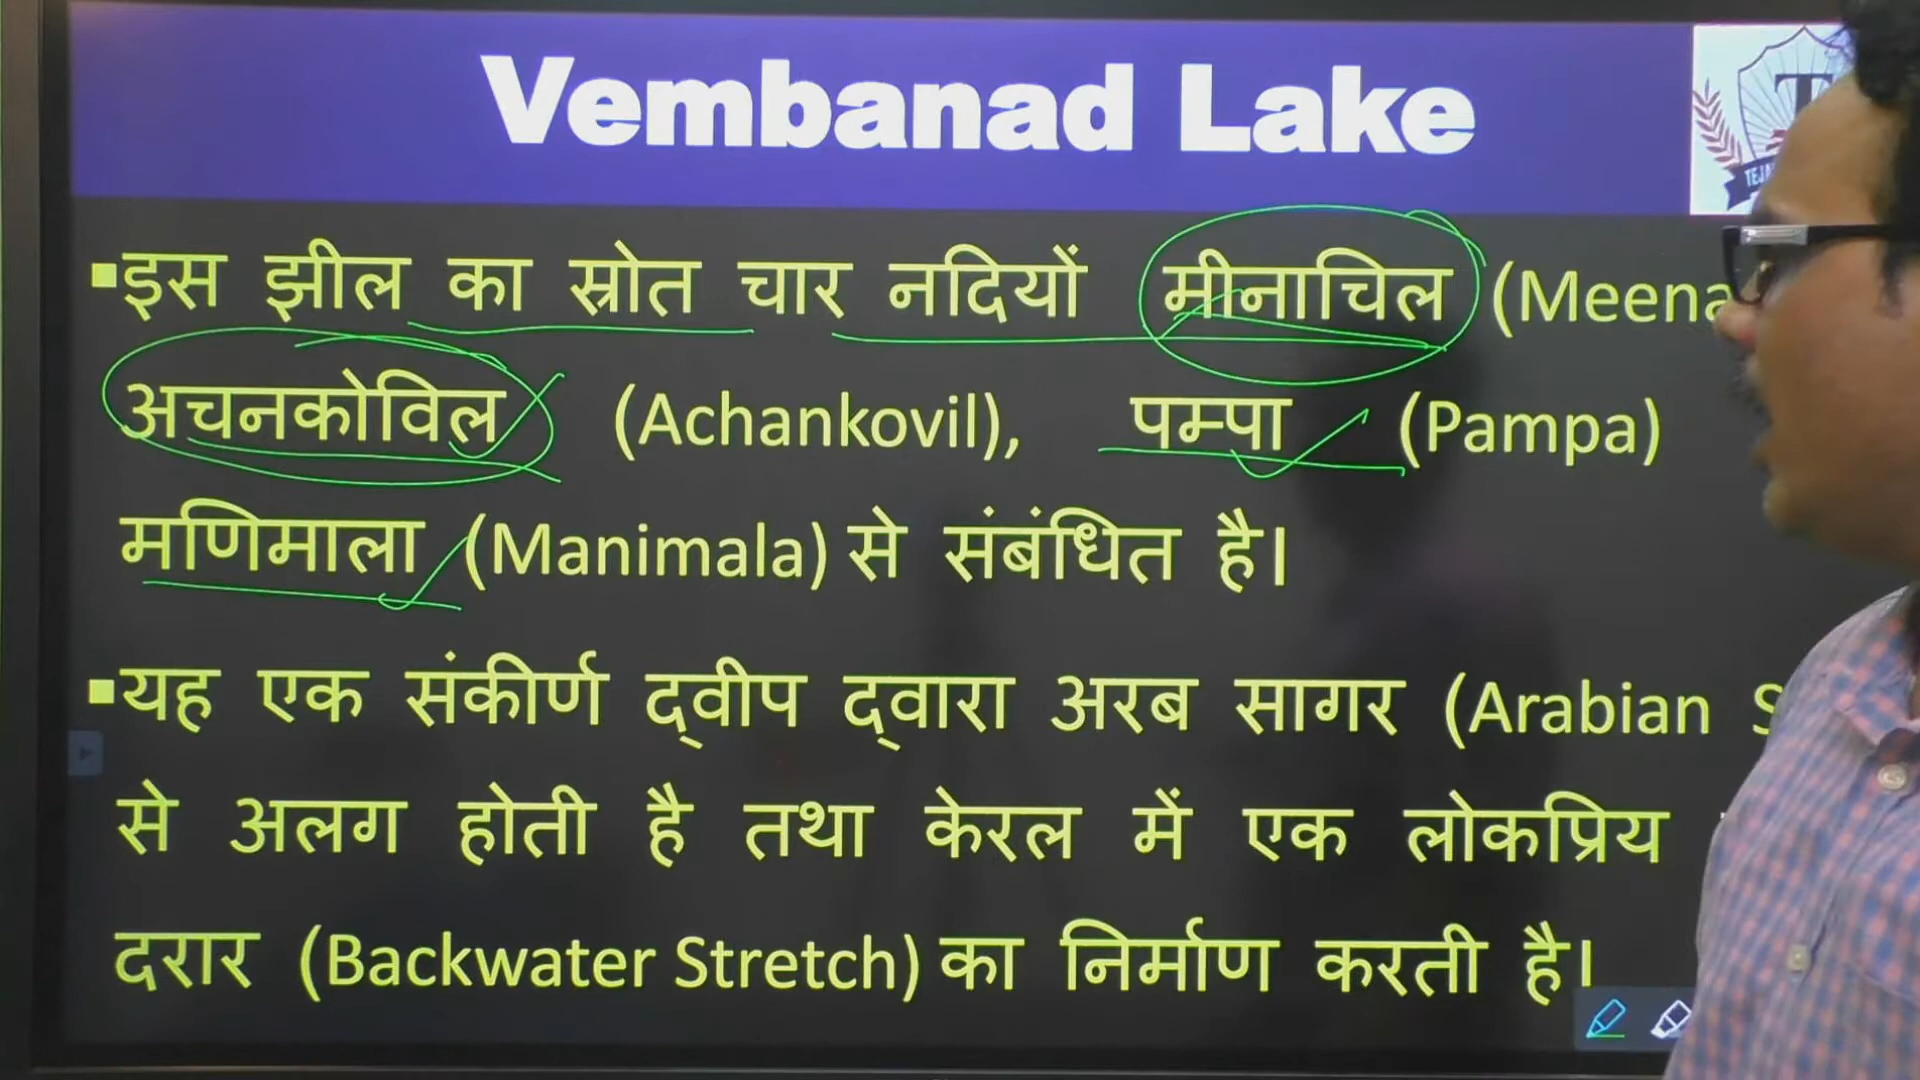 Vembanad Lake
इस झील का स्रोत चार नदियों मीनाचिल
अचनकोविल (Achankovil), पम्पा (Pampa)
मणिमाला (Manimala) से संबंधित है।
यह एक संकीर्ण द्वीप द्वारा अरब सागर (Arabian
से अलग होती है तथा केरल में एक लोकप्रिय
दरार (Backwater Stretch) का निर्माण करती है।